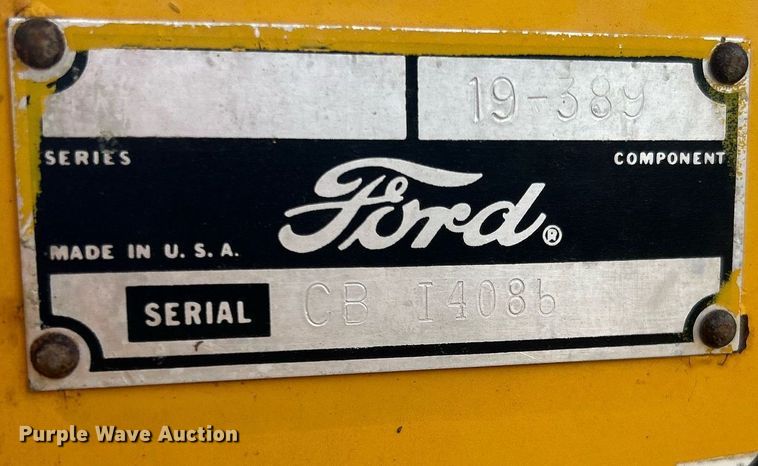 19-389
SERIES COMPONENT
Ford®
MADE IN U. S. A.
SERIAL CB I4086
Purple Wave Auction